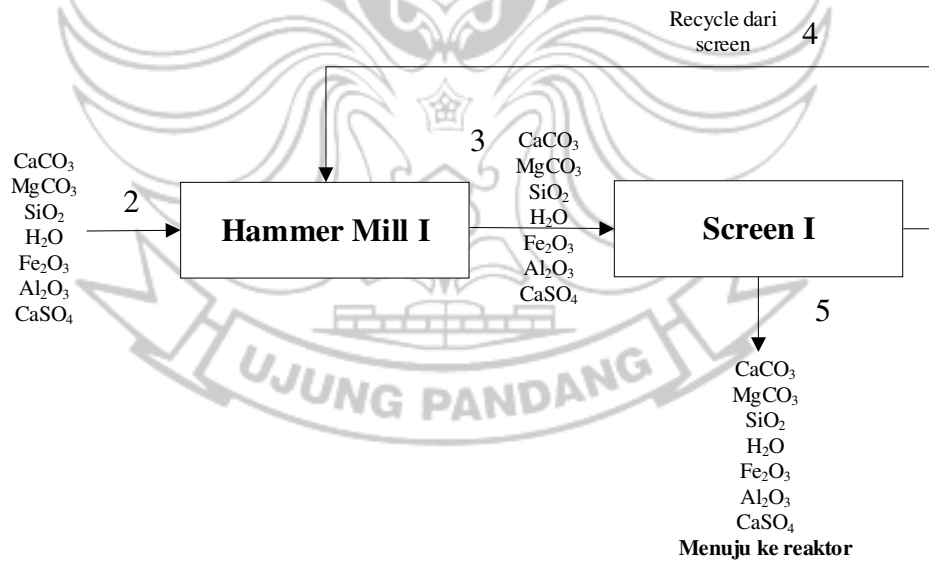 Recycle dari
screen
4
CaCO₃
MgCO₃
SiO₂
H₂O
Fe₂O₃
Al₂O₃
CaSO₄
2
Hammer Mill I
3
CaCO₃
MgCO₃
SiO₂
H₂O
Fe₂O₃
Al₂O₃
CaSO₄
Screen I
5
CaCO₃
MgCO₃
SiO₂
H₂O
Fe₂O₃
Al₂O₃
CaSO₄
Menuju ke reaktor
UJUNG PANDANG